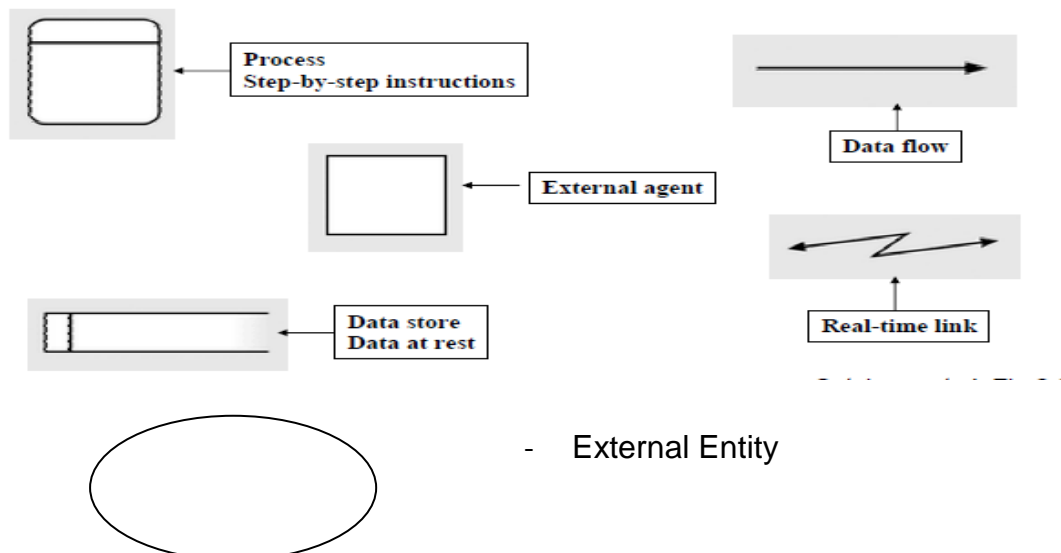 Process
Step-by-step instructions
Data flow
External agent
Data store
Data at rest
Real-time link
- External Entity